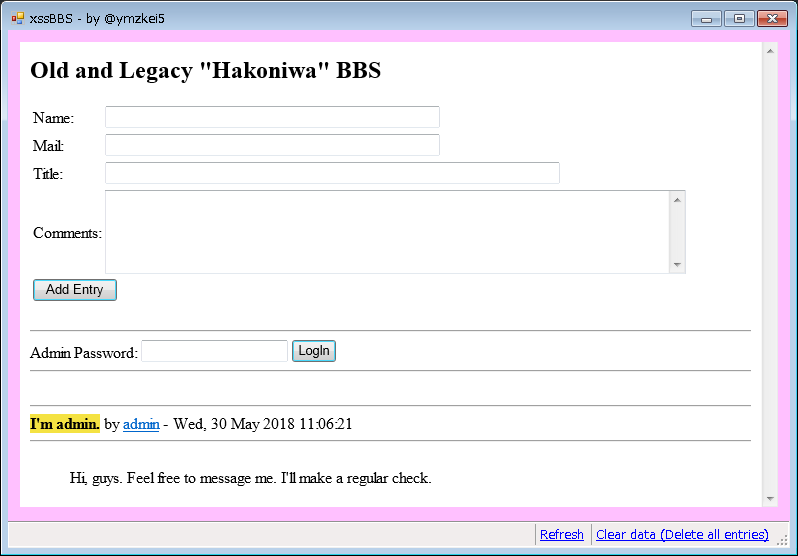 xssBBS - by @ymzkei5
Old and Legacy "Hakoniwa" BBS
Name:
Mail:
Title:
Comments:
Add Entry
Admin Password: LogIn
I'm admin. by admin - Wed, 30 May 2018 11:06:21
Hi, guys. Feel free to message me. I'll make a regular check.
Refresh Clear data (Delete all entries)